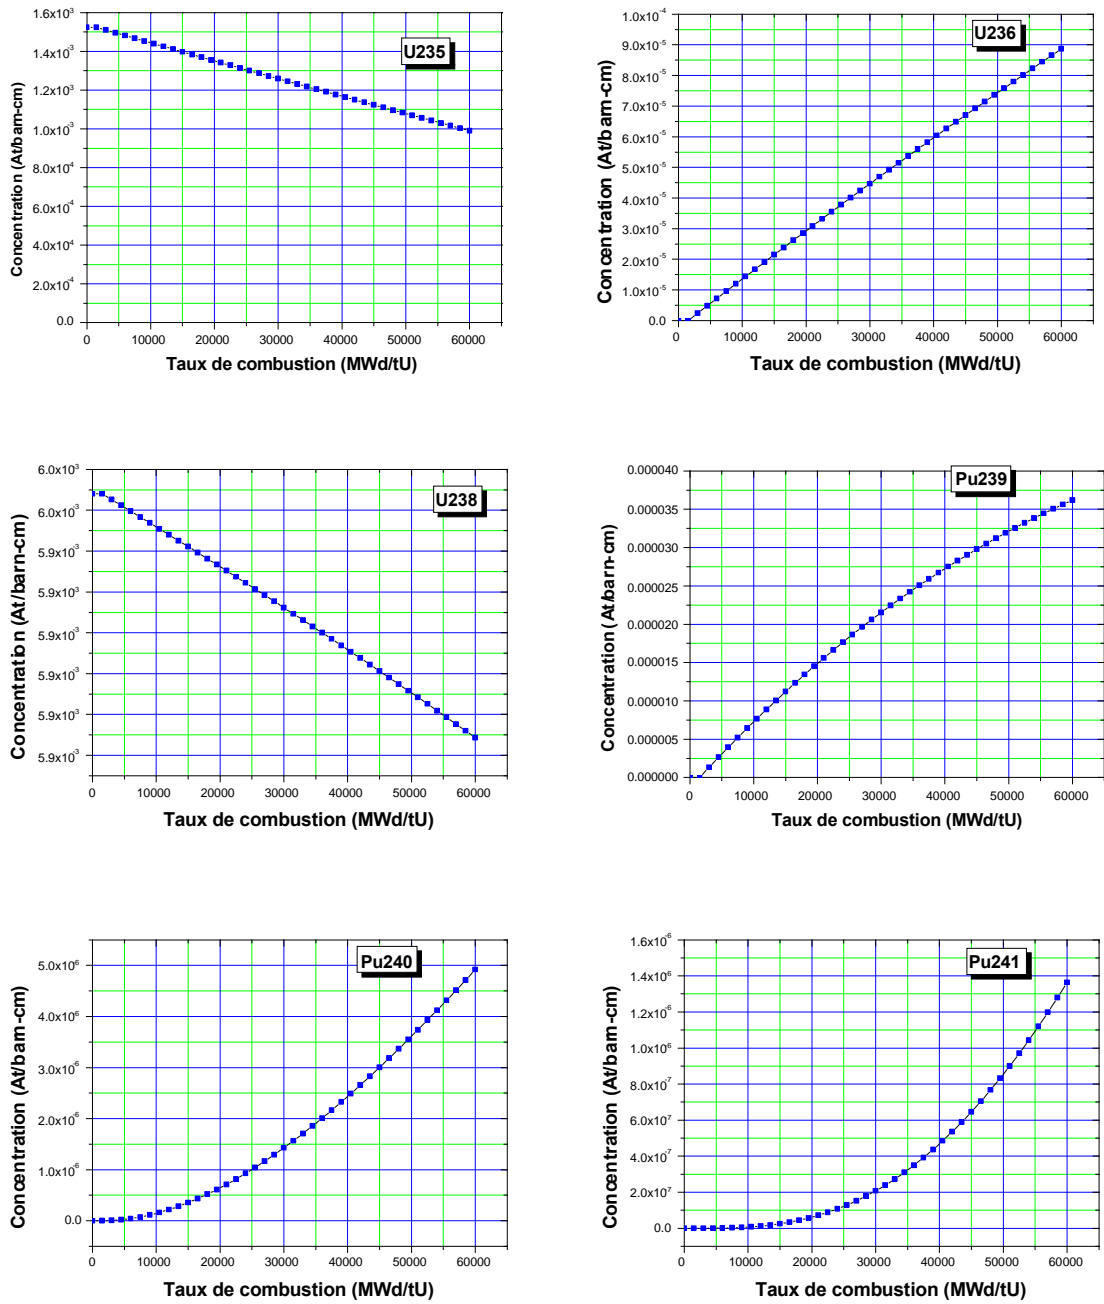 Concentration (At/barn-cm)
1.6x10³
1.4x10³
1.2x10³
1.0x10³
8.0x10⁴
6.0x10⁴
4.0x10⁴
2.0x10⁴
0.0
U235
0 10000 20000 30000 40000 50000 60000
Taux de combustion (MWd/tU)
Concentration (At/barn-cm)
1.0x10⁻⁴
9.0x10⁻⁵
8.0x10⁻⁵
7.0x10⁻⁵
6.0x10⁻⁵
5.0x10⁻⁵
4.0x10⁻⁵
3.0x10⁻⁵
2.0x10⁻⁵
1.0x10⁻⁵
0.0
U236
0 10000 20000 30000 40000 50000 60000
Taux de combustion (MWd/tU)
Concentration (At/barn-cm)
6.0x10³
6.0x10³
5.9x10³
5.9x10³
5.9x10³
5.9x10³
5.9x10³
5.9x10⁻³
U238
0 10000 20000 30000 40000 50000 60000
Taux de combustion (MWd/tU)
Concentration (At/barn-cm)
0.000040
0.000035
0.000030
0.000025
0.000020
0.000015
0.000010
0.000005
0.000000
Pu239
0 10000 20000 30000 40000 50000 60000
Taux de combustion (MWd/tU)
Concentration (At/barn-cm)
5.0x10⁶
4.0x10⁶
3.0x10⁶
2.0x10⁶
1.0x10⁶
0.0
Pu240
0 10000 20000 30000 40000 50000 60000
Taux de combustion (MWd/tU)
Concentration (At/barn-cm)
1.6x10⁻⁶
1.4x10⁶
1.2x10⁶
1.0x10⁶
8.0x10⁷
6.0x10⁷
4.0x10⁷
2.0x10⁷
0.0
Pu241
0 10000 20000 30000 40000 50000 60000
Taux de combustion (MWd/tU)